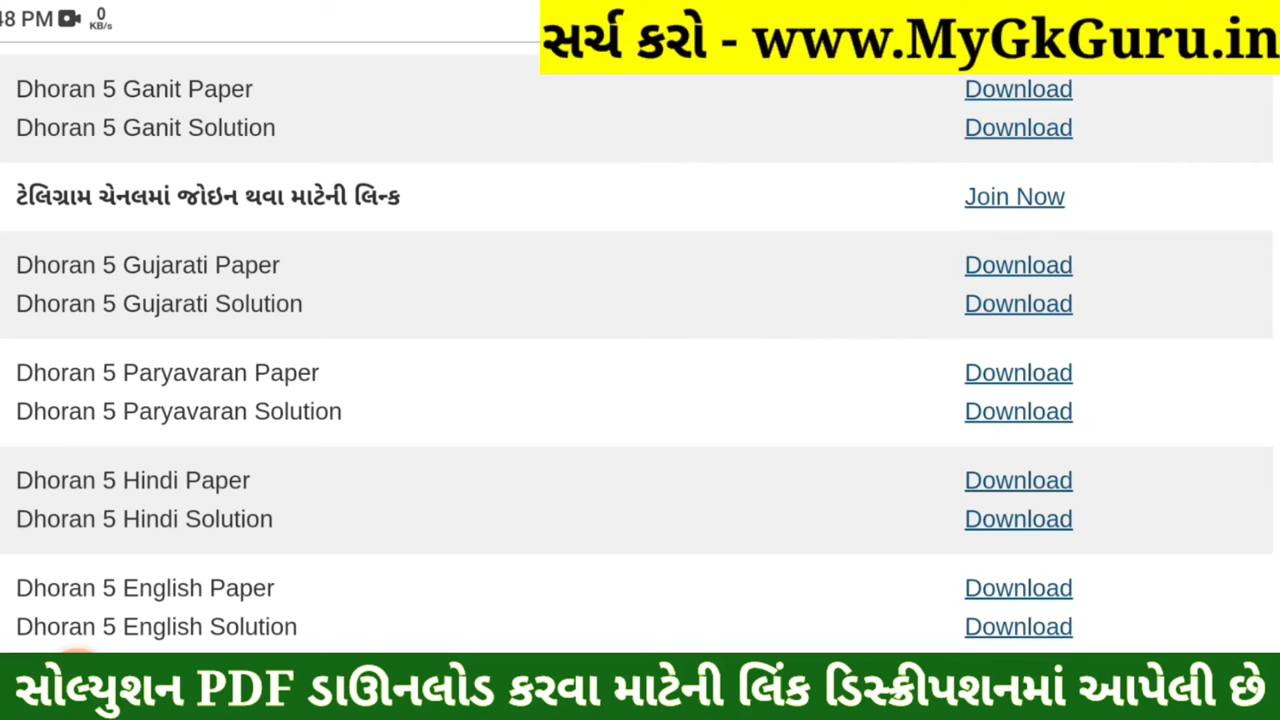 48 PM 0 KB/s
સર્ચ કરો - www.MyGkGuru.in
Dhoran 5 Ganit Paper Download
Dhoran 5 Ganit Solution Download
ટેલિગ્રામ ચેનલમાં જોઇન થવા માટેની લિન્ક Join Now
Dhoran 5 Gujarati Paper Download
Dhoran 5 Gujarati Solution Download
Dhoran 5 Paryavaran Paper Download
Dhoran 5 Paryavaran Solution Download
Dhoran 5 Hindi Paper Download
Dhoran 5 Hindi Solution Download
Dhoran 5 English Paper Download
Dhoran 5 English Solution Download
સોલ્યુશન PDF ડાઊનલોડ કરવા માટેની લિંક ડિસ્ક્રીપશનમાં આપેલી છે